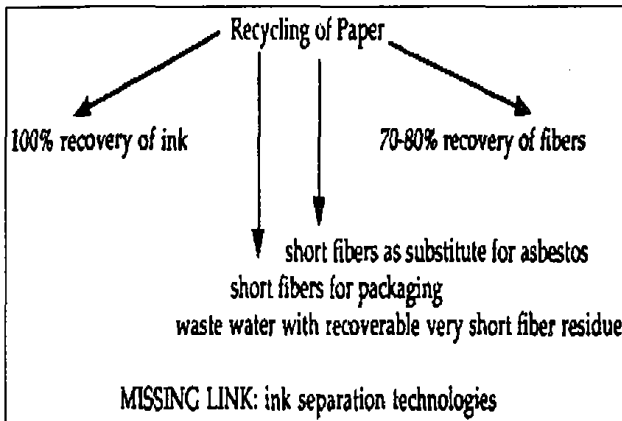 Recycling of Paper
100% recovery of ink
70-80% recovery of fibers
short fibers as substitute for asbestos
short fibers for packaging
waste water with recoverable very short fiber residue
MISSING LINK: ink separation technologies